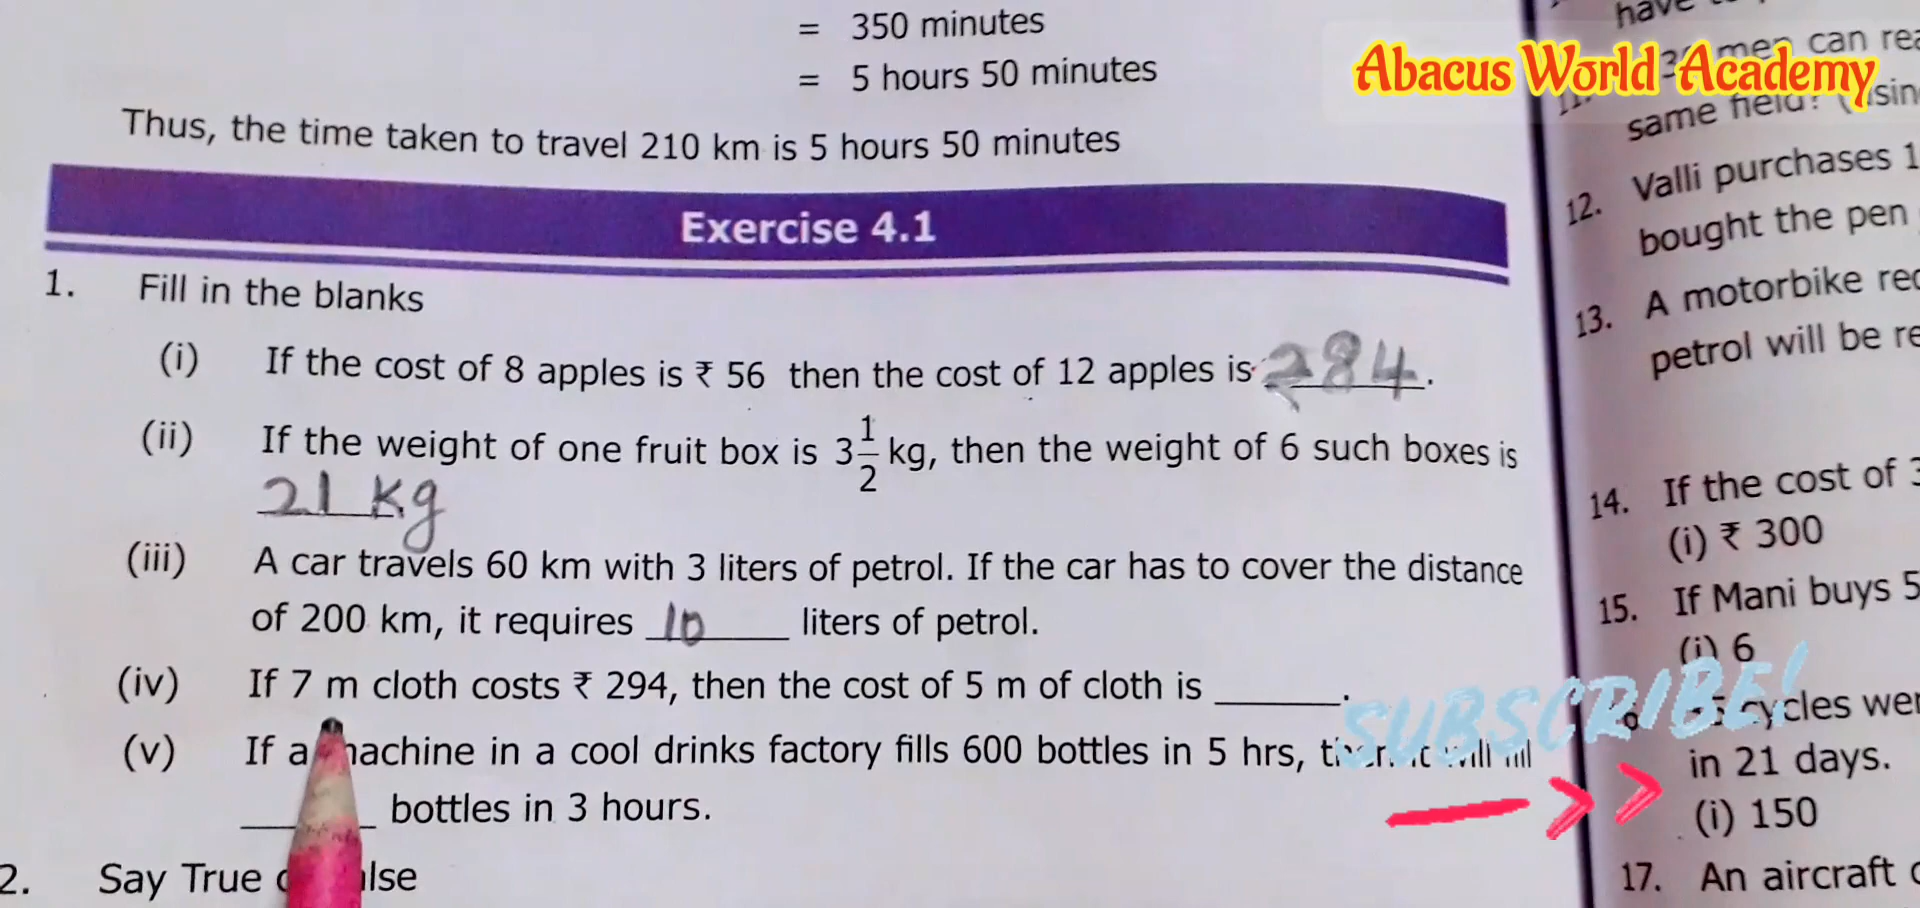 = 350 minutes
= 5 hours 50 minutes
Thus, the time taken to travel 210 km is 5 hours 50 minutes
Exercise 4.1
1. Fill in the blanks
(i) If the cost of 8 apples is ₹ 56 then the cost of 12 apples is ₹84.
(ii) If the weight of one fruit box is 3 1/2 kg, then the weight of 6 such boxes is
21 kg
(iii) A car travels 60 km with 3 liters of petrol. If the car has to cover the distance
of 200 km, it requires 10 liters of petrol.
(iv) If 7 m cloth costs ₹ 294, then the cost of 5 m of cloth is ______.
(v) If a machine in a cool drinks factory fills 600 bottles in 5 hrs, then it will fill
______ bottles in 3 hours.
2. Say True
Abacus World Academy
have
men can
11.
same field?
12. Valli purchases
bought the pen
13. A motorbike
petrol will be
14. If the cost of
(i) ₹ 300
15. If Mani buys 5
(i) 6
cycles
in 21 days.
(i) 150
17. An aircraft
SUBSCRIBE!